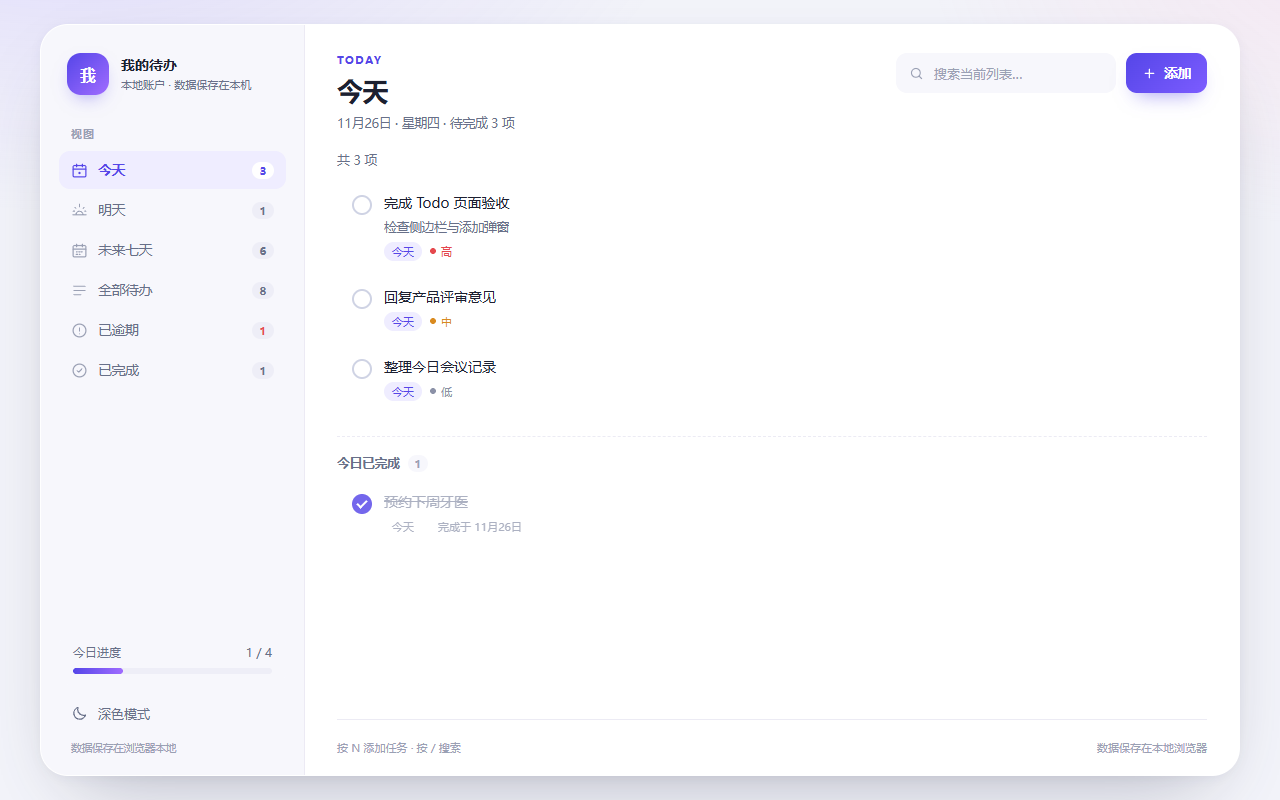 我
我的待办
本地账户 · 数据保存在本机
视图
今天 3
明天 1
未来七天 6
全部待办 8
已逾期 1
已完成 1
今日进度 1 / 4
深色模式
数据保存在浏览器本地
TODAY
今天
11月26日 · 星期四 · 待完成 3 项
搜索当前列表...
+ 添加
共 3 项
完成 Todo 页面验收
检查侧边栏与添加弹窗
今天 高
回复产品评审意见
今天 中
整理今日会议记录
今天 低
今日已完成 1
预约下周牙医
今天 完成于 11月26日
按 N 添加任务 · 按 / 搜索
数据保存在本地浏览器